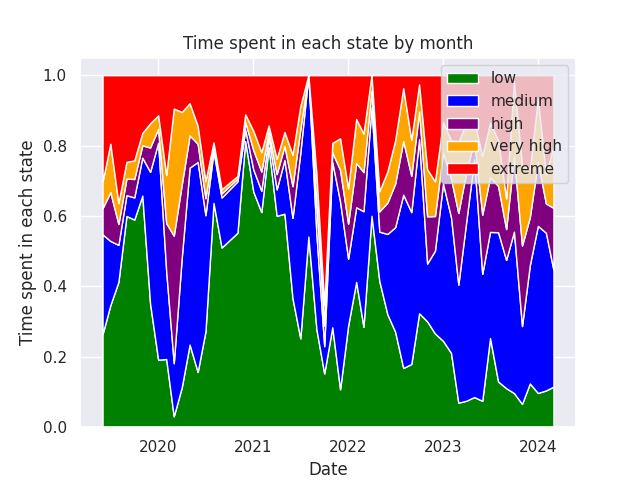 Time spent in each state by month
Time spent in each state
1.0
0.8
0.6
0.4
0.2
0.0
low
medium
high
very high
extreme
2020
2021
2022
2023
2024
Date